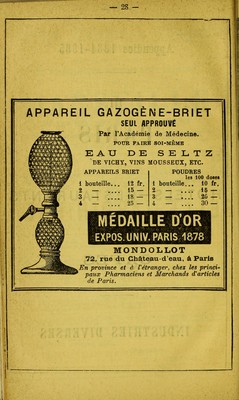 — 28 —
APPAREIL GAZOGÈNE-BRIET
SEUL APPROUVÉ
Par l'Académie de Médecine.
POUR FAIRE SOI-MÊME
EAU DE SELTZ
DE VICHY, VINS MOUSSEUX, ETC.
APPAREILS BRIET
1 bouteille... 12 fr.
2 — .... 15 —
3 — .... 18 —
4 — .... 25 —
POUDRES
les 100 doses
1 bouteille... 10 fr.
2 — .... 15 —
3 — .... 25 —
4 — .... 30 —
MÉDAILLE D'OR
EXPOS. UNIV. PARIS 1878
MONDOLLOT
72, rue du Château-d'eau, à Paris
En province et à l'étranger, chez les princi-
paux Pharmaciens et Marchands d'articles
de Paris.